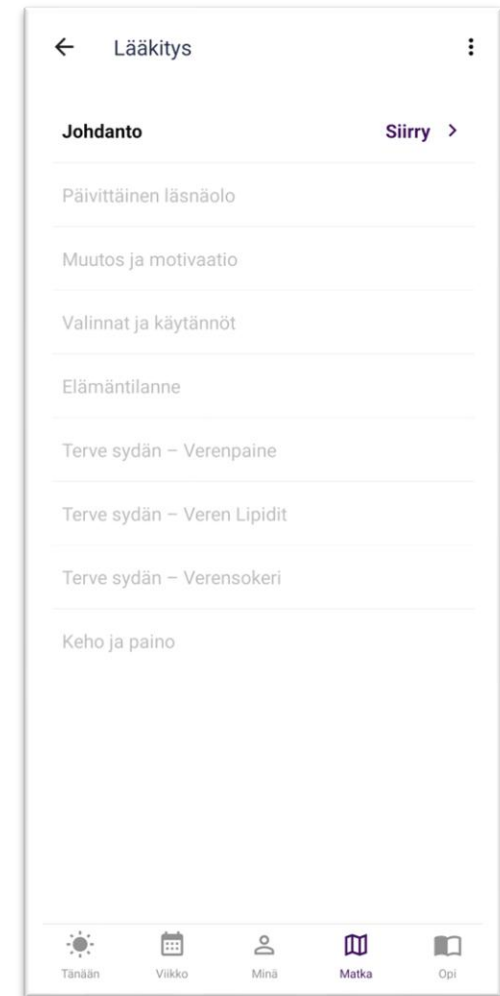 Lääkitys
Johdanto Siirry
Päivittäinen läsnäolo
Muutos ja motivaatio
Valinnat ja käytännöt
Elämäntilanne
Terve sydän – Verenpaine
Terve sydän – Veren Lipidit
Terve sydän – Verensokeri
Keho ja paino
Tänään Viikko Minä Matka Opi